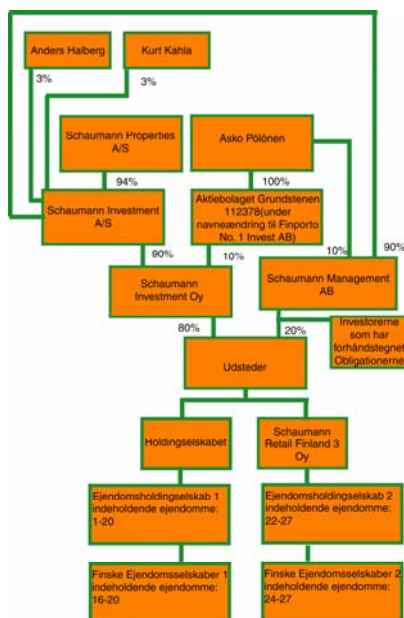 Anders Halberg
Kurt Kahla
3%
3%
Schaumann Properties
A/S
Asko Pölönen
94%
100%
Schaumann Investment
A/S
Aktiebolaget Grundstenen
112378(under
navneændring til Finporto
No. 1 Invest AB)
90%
10%
10%
90%
Schaumann
Investment Oy
Schaumann Management
AB
80%
20%
Investorerne
som har
forhåndstegnet
Obligationerne
Udsteder
Holdingselskabet
Schaumann
Retail Finland 3
Oy
Ejendomsholdingselskab 1
indeholdende ejendomme:
1-20
Ejendomsholdingselskab 2
indeholdende ejendomme:
22-27
Finske Ejendomsselskaber 1
indeholdende ejendomme:
16-20
Finske Ejendomsselskaber 2
indeholdende ejendomme:
24-27